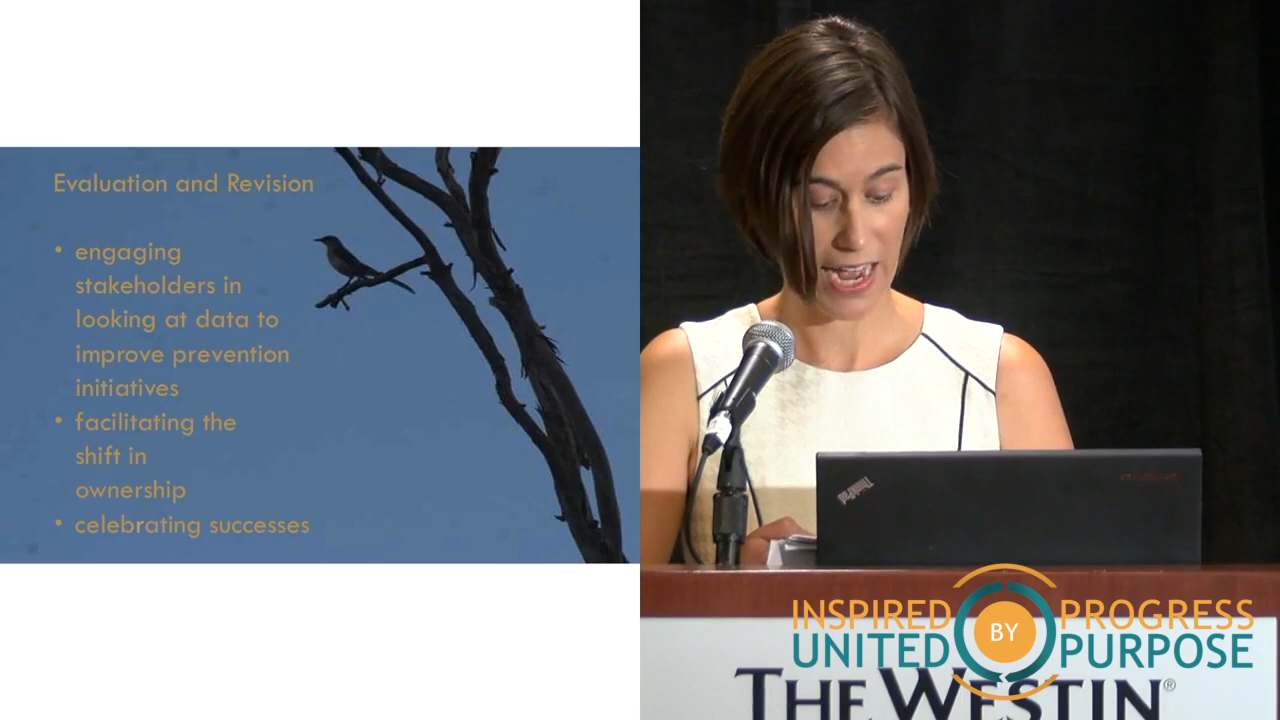 Evaluation and Revision
• engaging
stakeholders in
looking at data to
improve prevention
initiatives
• facilitating the
shift in
ownership
• celebrating successes
ThinkPad
INSPIRED BY PROGRESS
UNITED PURPOSE
THE WESTIN®